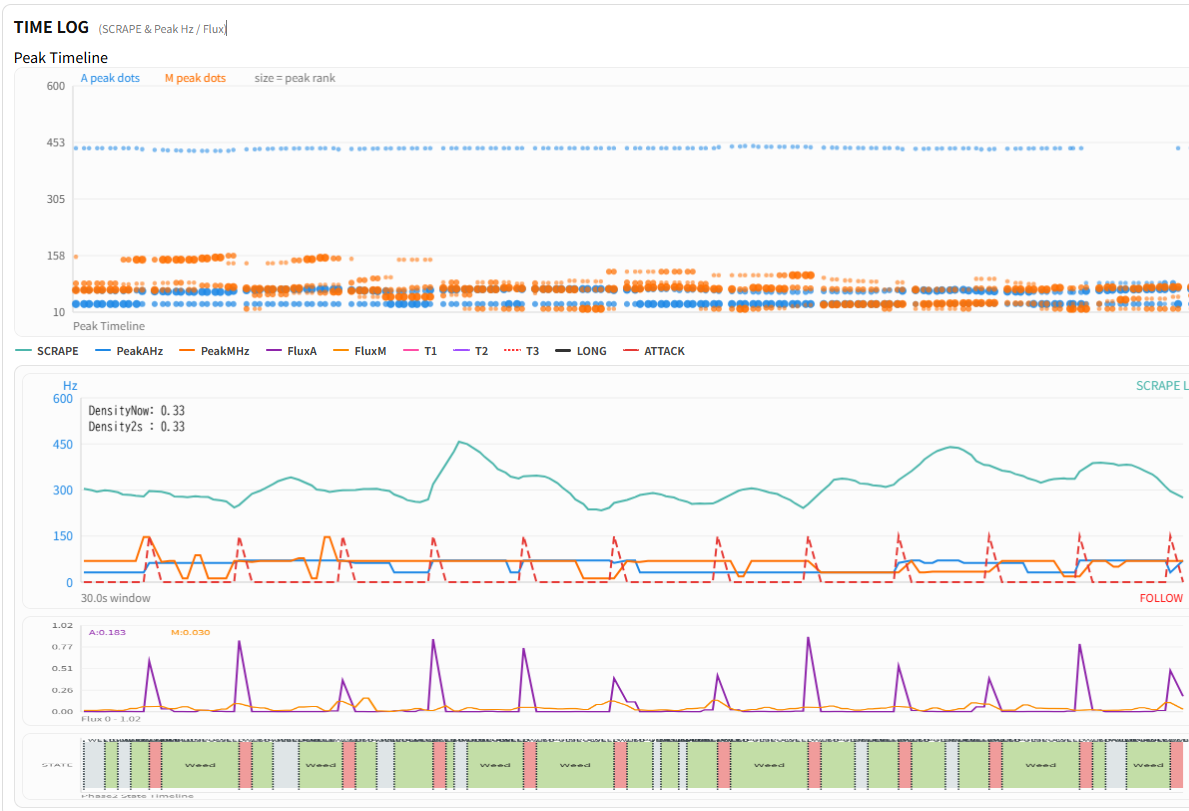 TIME LOG (SCRAPE & Peak Hz / Flux)
Peak Timeline
A peak dots M peak dots size = peak rank
600
453
305
158
10
Peak Timeline
SCRAPE PeakAHz PeakMHz FluxA FluxM T1 T2 T3 LONG ATTACK
Hz SCRAPE L
600
DensityNow: 0.33
Density2s : 0.33
450
300
150
0
30.0s window FOLLOW
1.02
A:0.183 M:0.030
0.77
0.51
0.26
0.00
Flux 0 - 1.02
STATE Weed Weed Weed Weed Weed Weed Weed
Phase2 State Timeline